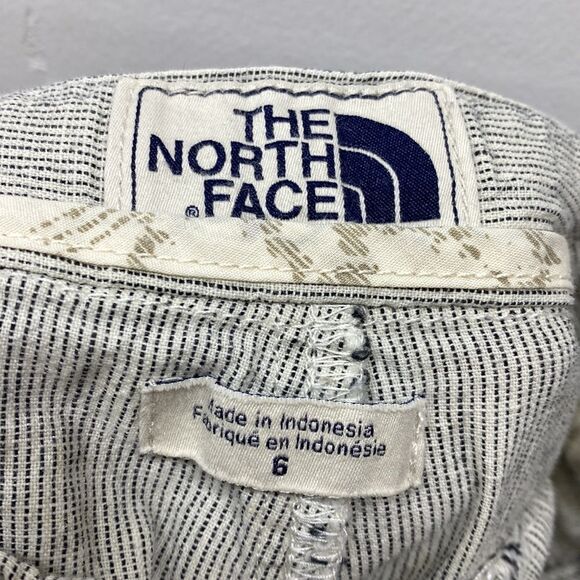 THE
NORTH
® FACE
Made in Indonesia
Fabriqué en Indonésie
6